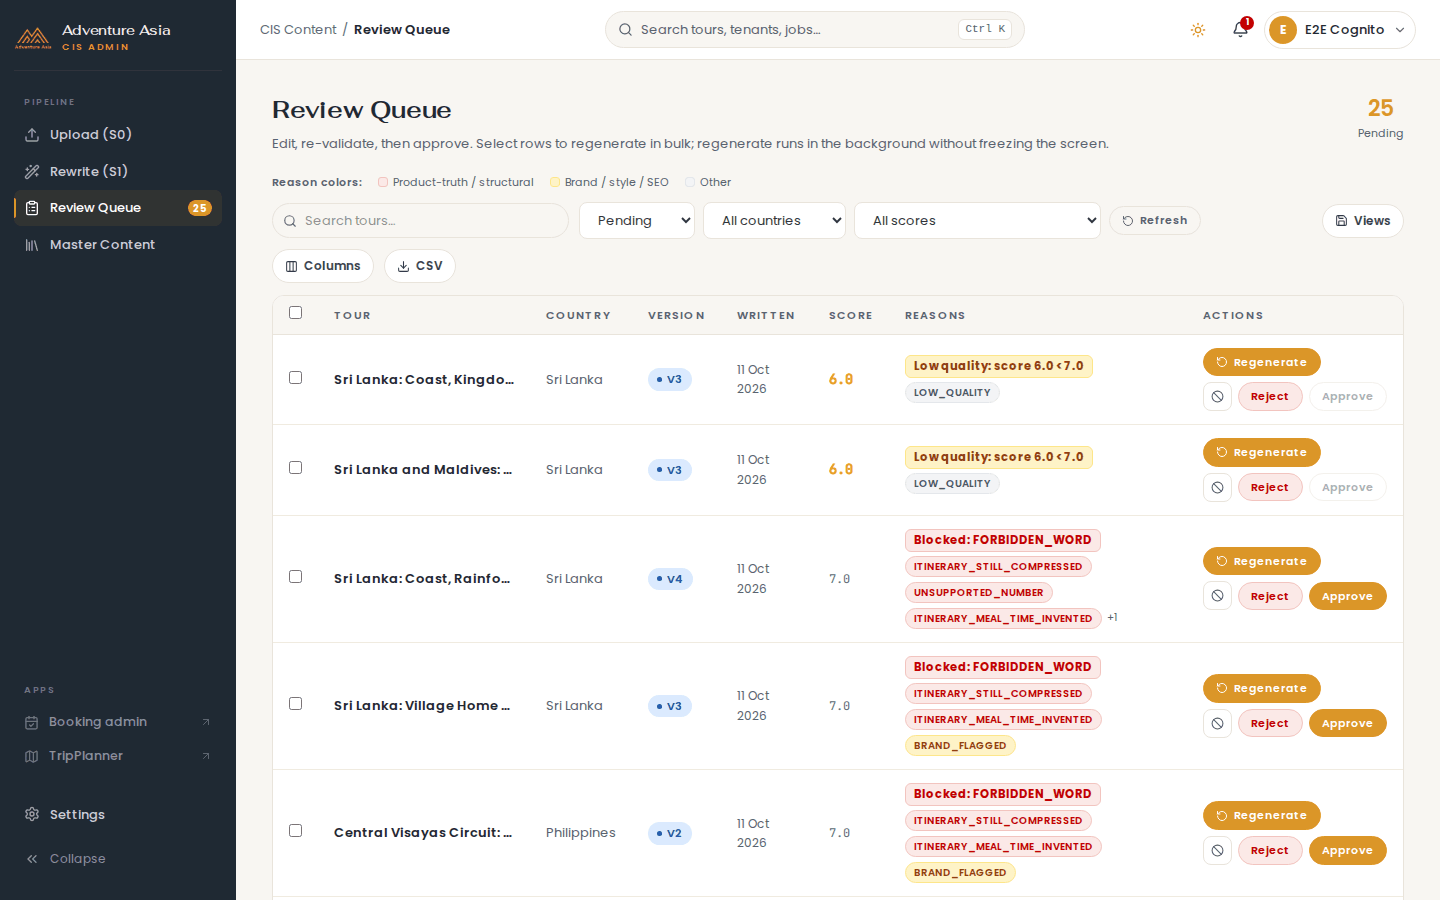 Adventure Asia
CIS ADMIN
PIPELINE
Upload (S0)
Rewrite (S1)
Review Queue 25
Master Content
APPS
Booking admin
TripPlanner
Settings
Collapse
CIS Content / Review Queue
Search tours, tenants, jobs... Ctrl K
1
E E2E Cognito
Review Queue
25
Pending
Edit, re-validate, then approve. Select rows to regenerate in bulk; regenerate runs in the background without freezing the screen.
Reason colors: Product-truth / structural Brand / style / SEO Other
Search tours... Pending All countries All scores Refresh Views
Columns CSV
TOUR COUNTRY VERSION WRITTEN SCORE REASONS ACTIONS
Sri Lanka: Coast, Kingdo... Sri Lanka V3 11 Oct 2026 6.0 Low quality: score 6.0 < 7.0 Regenerate
LOW_QUALITY Reject Approve
Sri Lanka and Maldives: ... Sri Lanka V3 11 Oct 2026 6.0 Low quality: score 6.0 < 7.0 Regenerate
LOW_QUALITY Reject Approve
Sri Lanka: Coast, Rainfo... Sri Lanka V4 11 Oct 2026 7.0 Blocked: FORBIDDEN_WORD Regenerate
ITINERARY_STILL_COMPRESSED
UNSUPPORTED_NUMBER Reject Approve
ITINERARY_MEAL_TIME_INVENTED +1
Sri Lanka: Village Home ... Sri Lanka V3 11 Oct 2026 7.0 Blocked: FORBIDDEN_WORD Regenerate
ITINERARY_STILL_COMPRESSED
ITINERARY_MEAL_TIME_INVENTED Reject Approve
BRAND_FLAGGED
Central Visayas Circuit: ... Philippines V2 11 Oct 2026 7.0 Blocked: FORBIDDEN_WORD Regenerate
ITINERARY_STILL_COMPRESSED
ITINERARY_MEAL_TIME_INVENTED Reject Approve
BRAND_FLAGGED